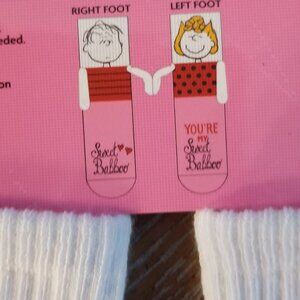 RIGHT FOOT
LEFT FOOT
eded.
on
Sweet
Babboo
YOU'RE
MY
Sweet
Babboo